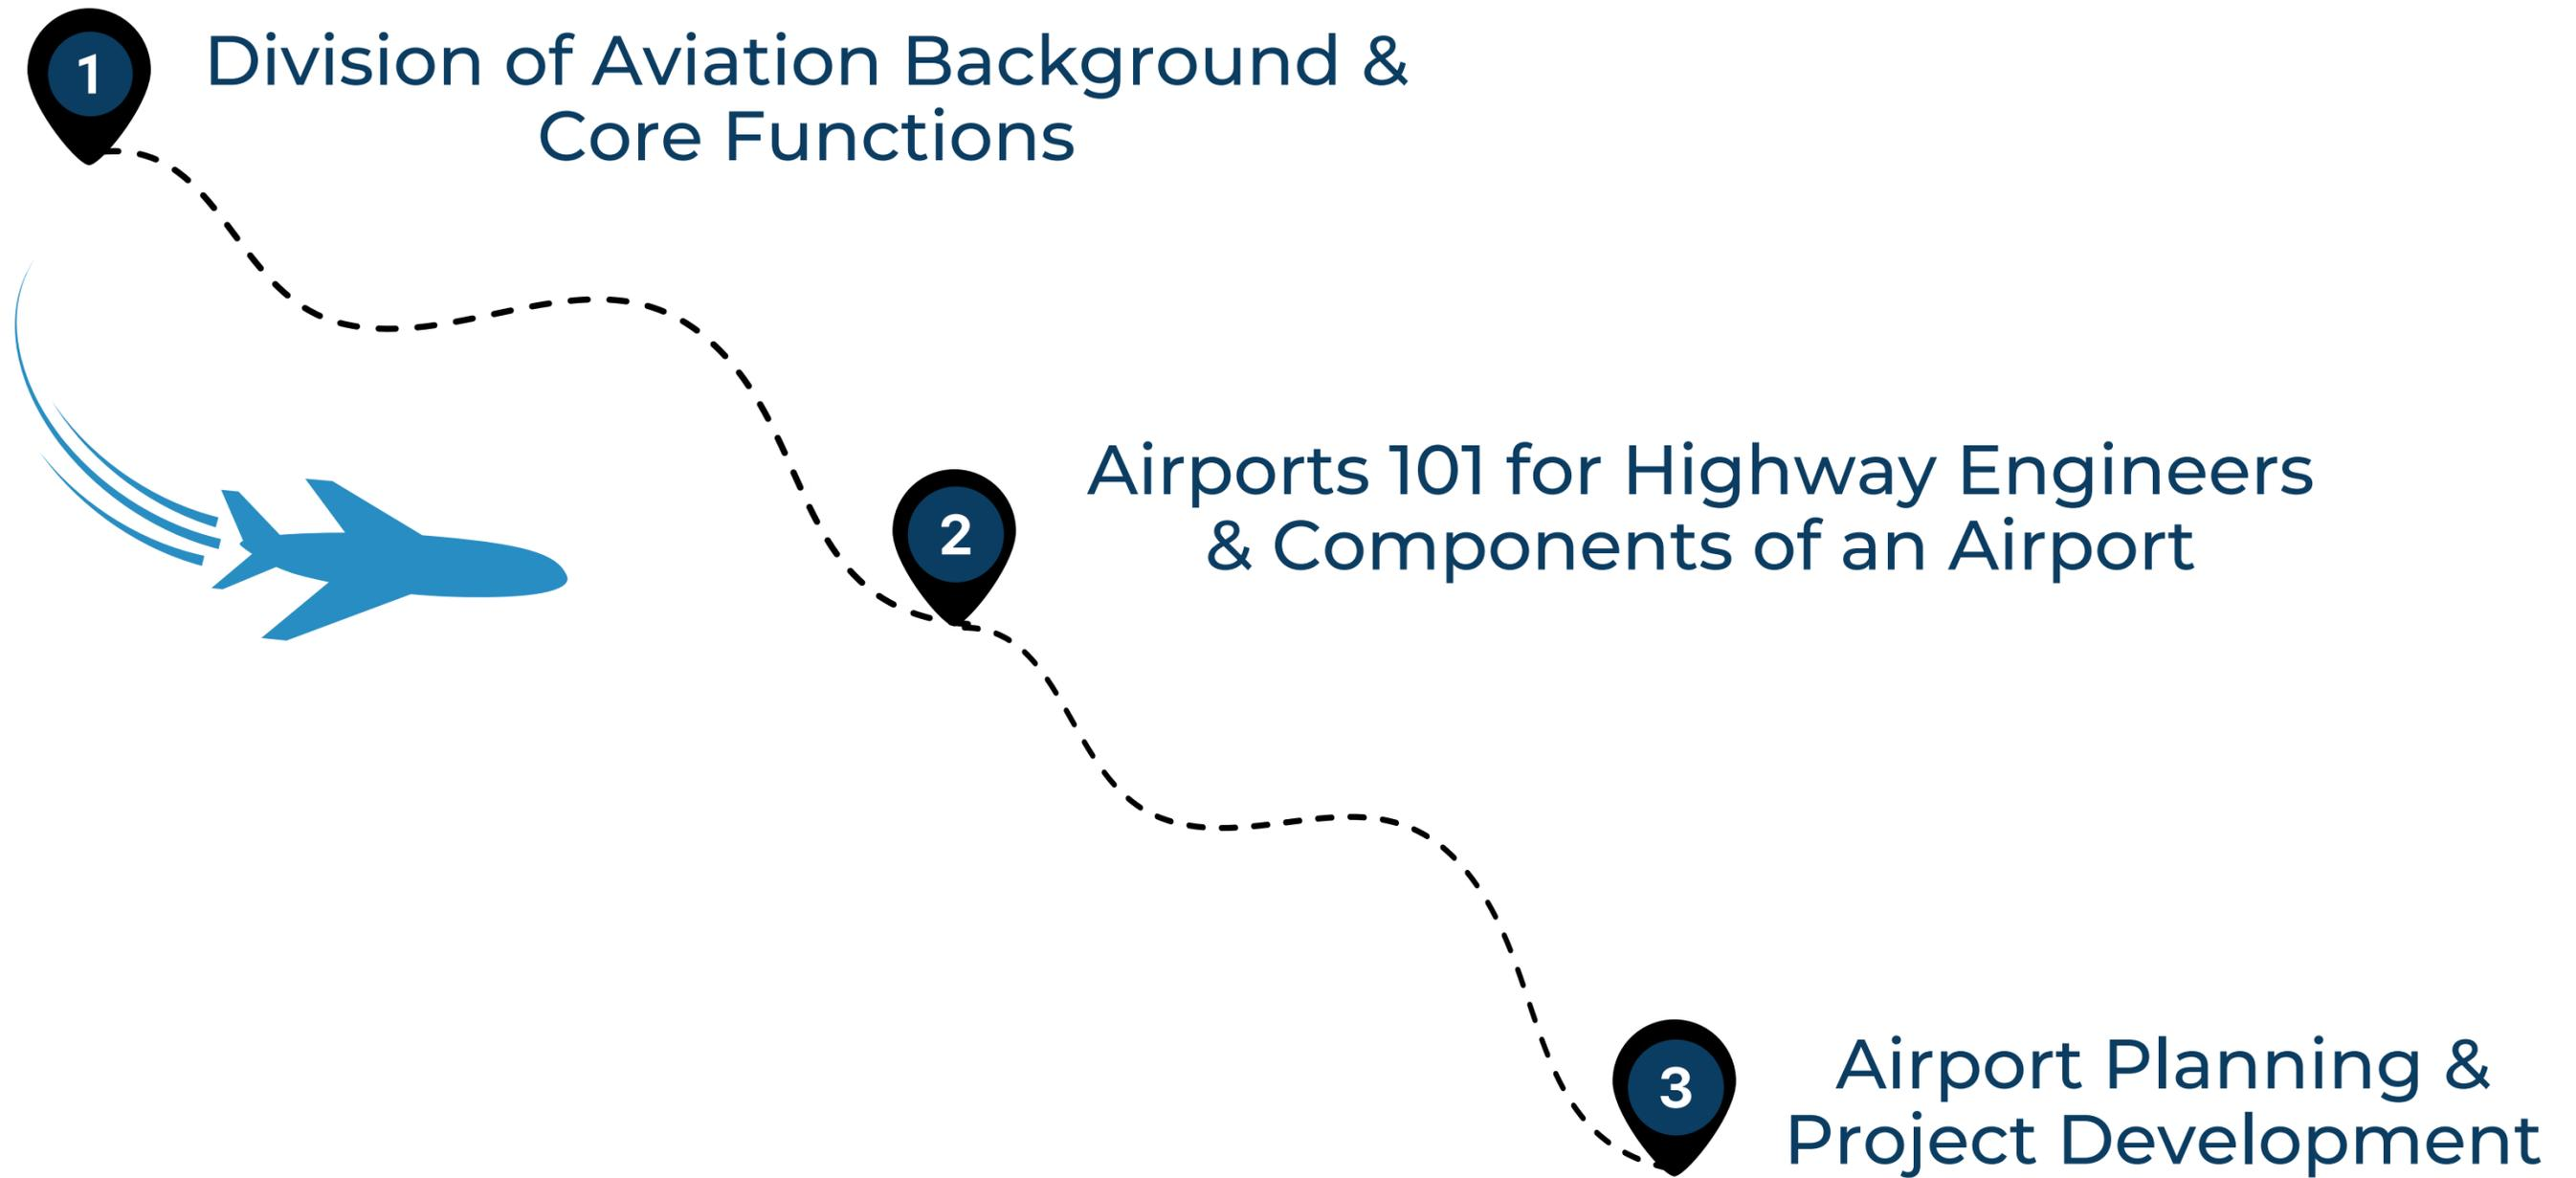 1
Division of Aviation Background &
Core Functions
2
Airports 101 for Highway Engineers
& Components of an Airport
3
Airport Planning &
Project Development